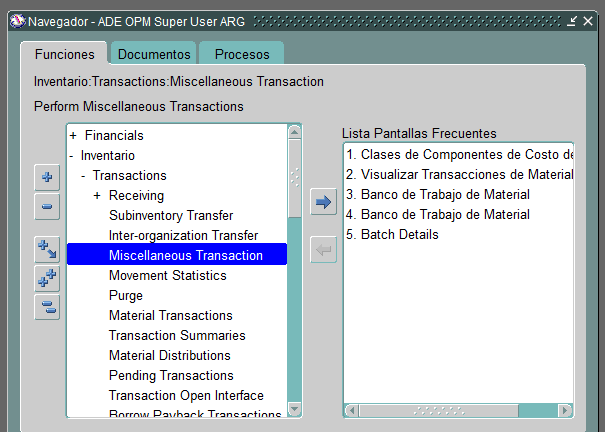 Navegador - ADE OPM Super User ARG
Funciones
Documentos
Procesos
Inventario:Transactions:Miscellaneous Transaction
Perform Miscellaneous Transactions
+ Financials
- Inventario
- Transactions
+ Receiving
Subinventory Transfer
Inter-organization Transfer
Miscellaneous Transaction
Movement Statistics
Purge
Material Transactions
Transaction Summaries
Material Distributions
Pending Transactions
Transaction Open Interface
Borrow Payback Transactions
Lista Pantallas Frecuentes
1. Clases de Componentes de Costo de
2. Visualizar Transacciones de Material
3. Banco de Trabajo de Material
4. Banco de Trabajo de Material
5. Batch Details